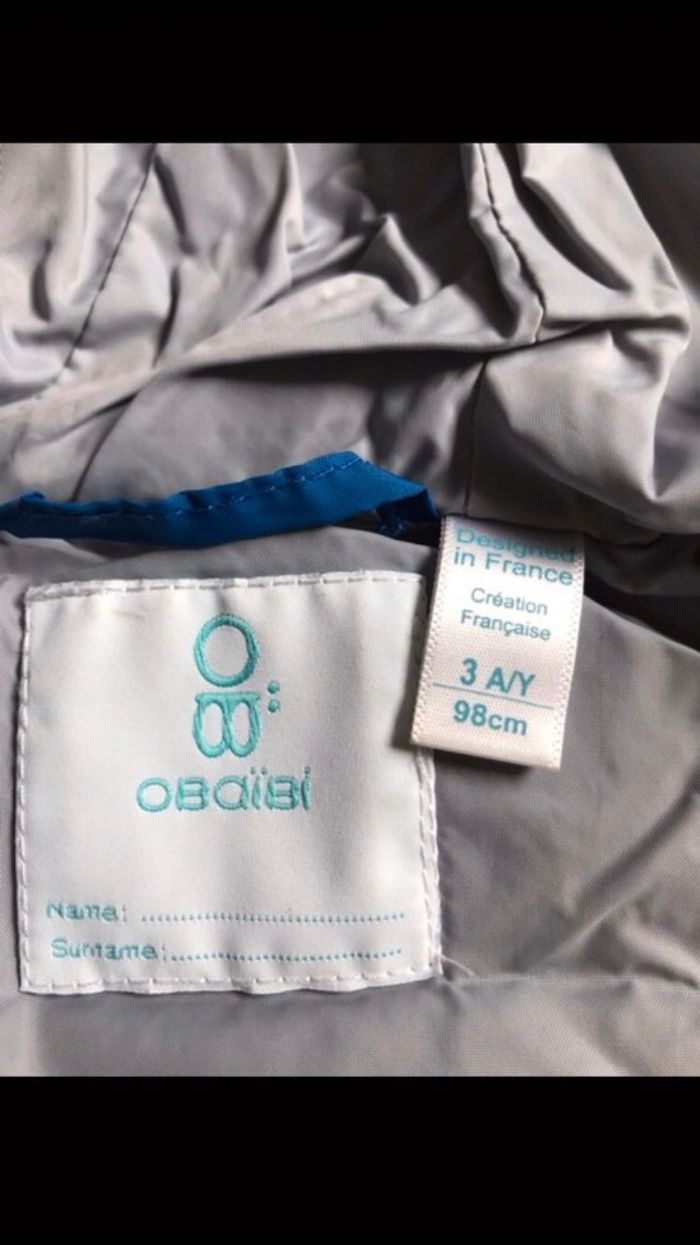 Designed
in France
Création
Française
3 A/Y
98cm
OBaïBi
Name: ........................................
Surname:...................................